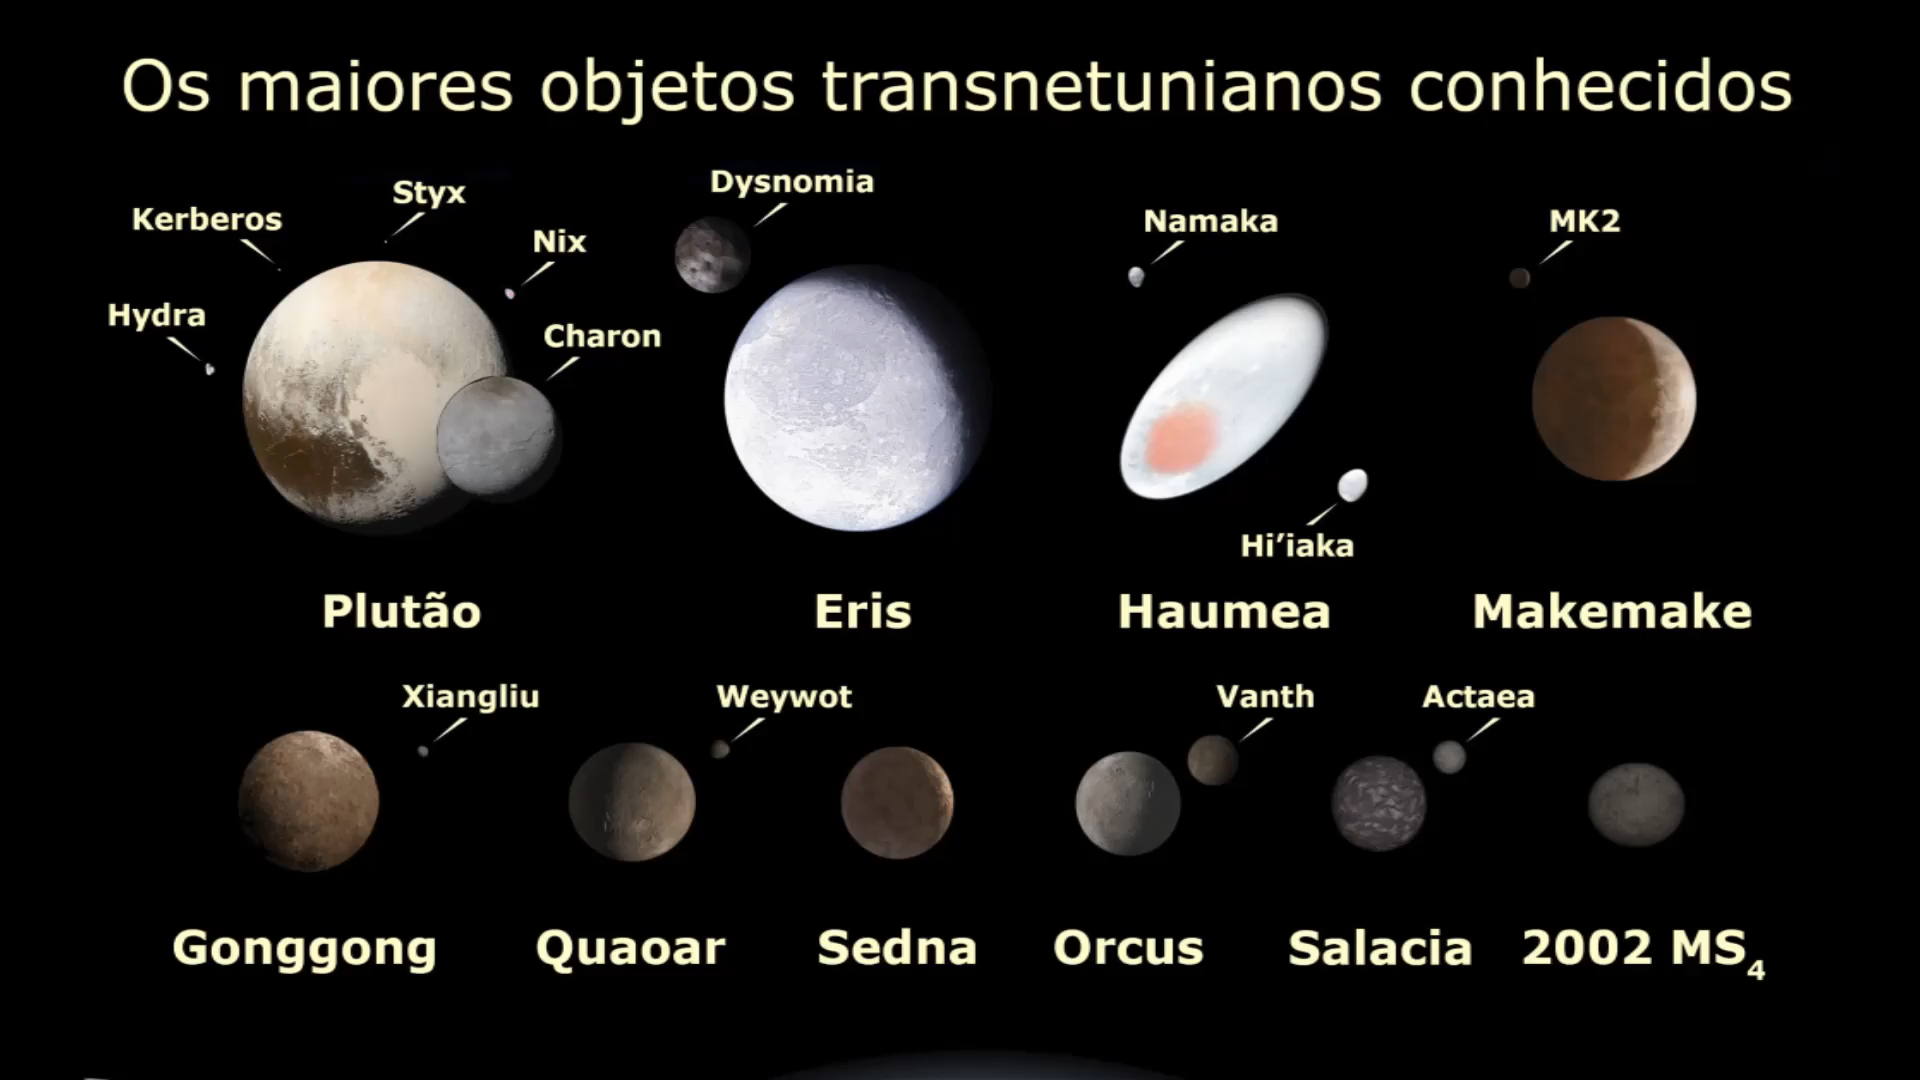 Os maiores objetos transnetunianos conhecidos
Kerberos
Styx
Nix
Hydra
Charon
Dysnomia
Namaka
Hi’iaka
MK2
Plutão
Eris
Haumea
Makemake
Xiangliu
Weywot
Vanth
Actaea
Gonggong
Quaoar
Sedna
Orcus
Salacia
2002 MS₄